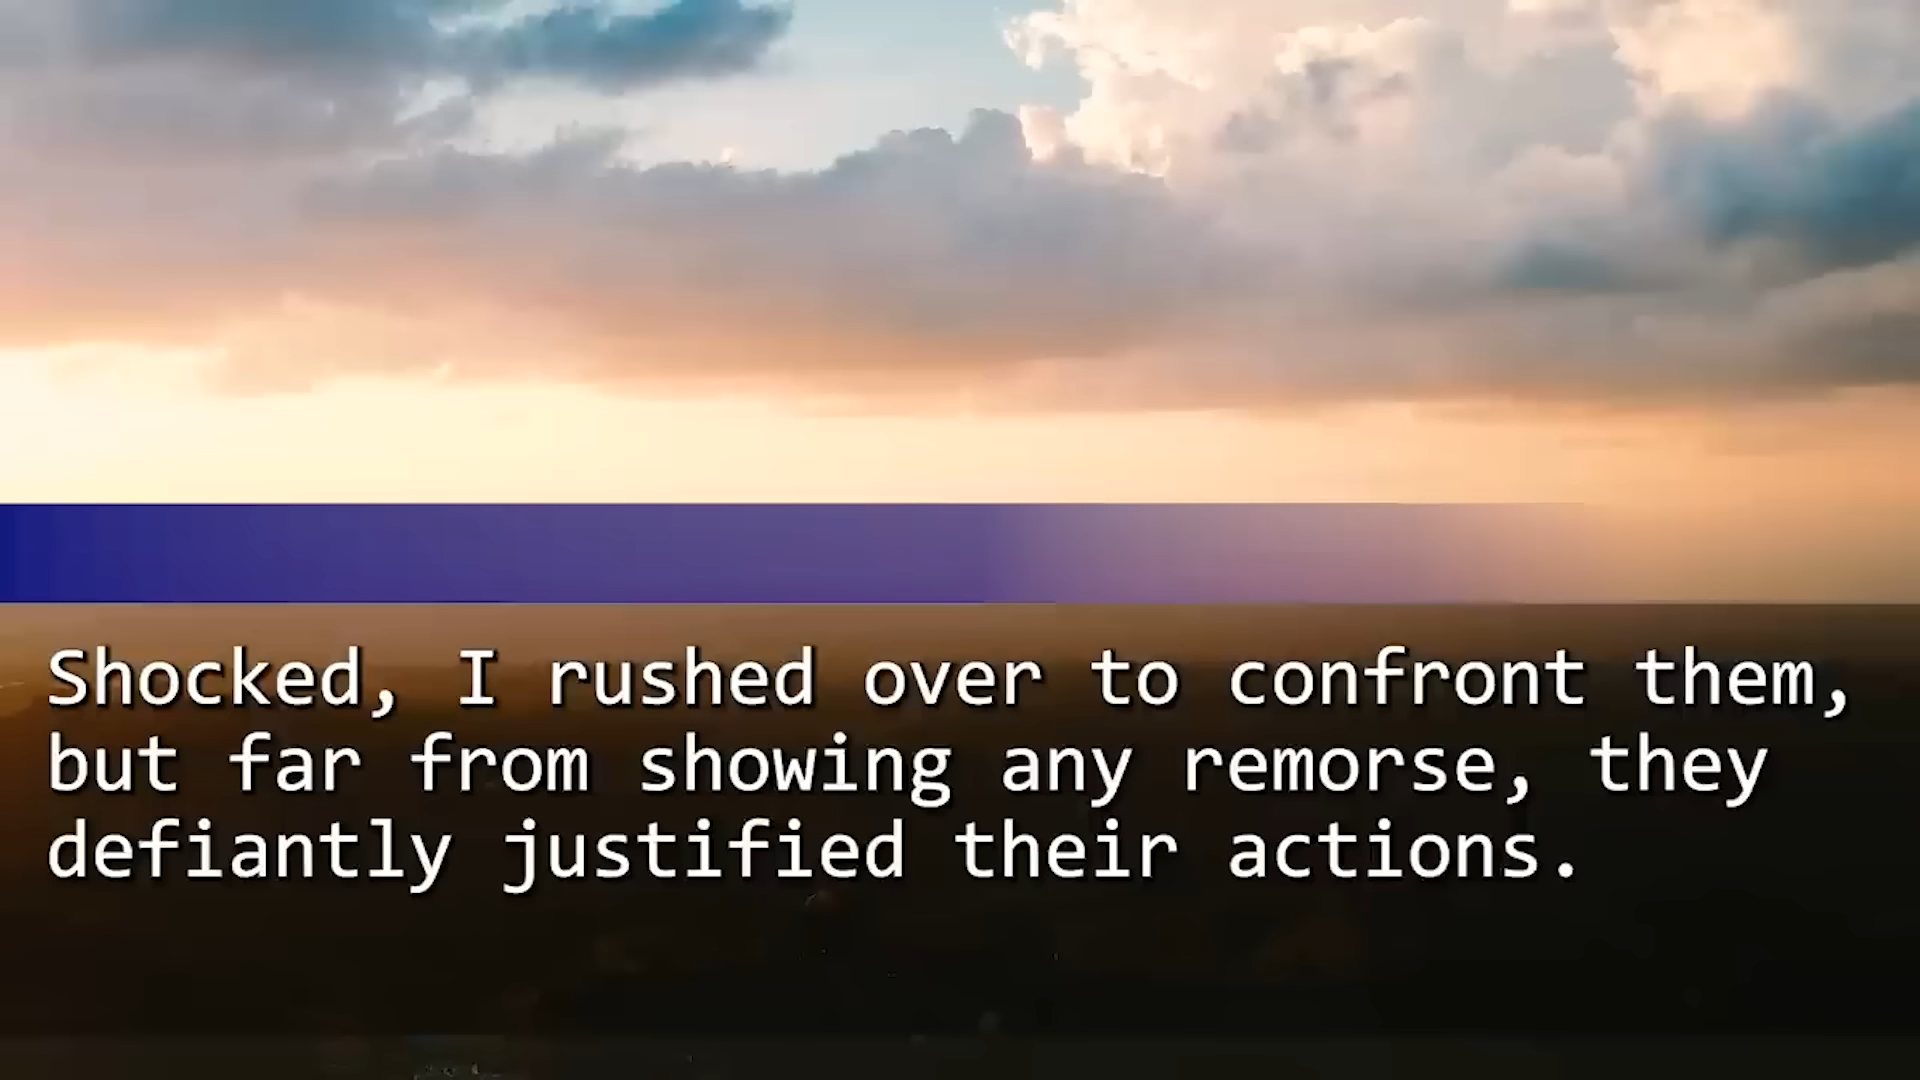 Shocked, I rushed over to confront them,
but far from showing any remorse, they
defiantly justified their actions.